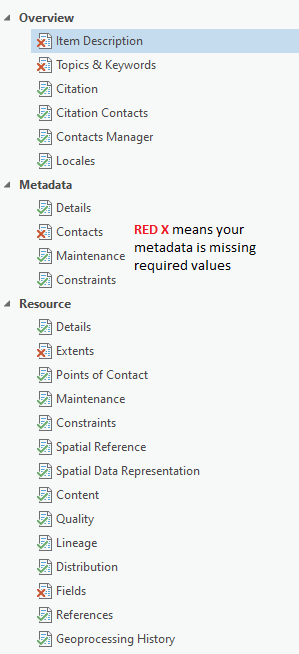 Overview
Item Description
Topics & Keywords
Citation
Citation Contacts
Contacts Manager
Locales
Metadata
Details
Contacts
Maintenance
Constraints
RED X means your
metadata is missing
required values
Resource
Details
Extents
Points of Contact
Maintenance
Constraints
Spatial Reference
Spatial Data Representation
Content
Quality
Lineage
Distribution
Fields
References
Geoprocessing History